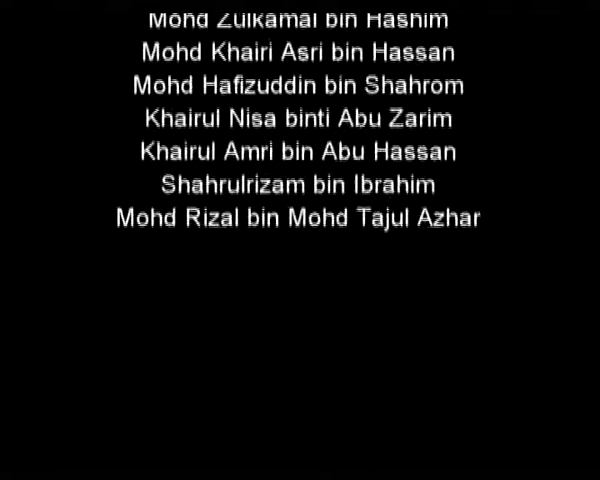 Mohd Zulkamal bin Hashim
Mohd Khairi Asri bin Hassan
Mohd Hafizuddin bin Shahrom
Khairul Nisa binti Abu Zarim
Khairul Amri bin Abu Hassan
Shahrulrizam bin Ibrahim
Mohd Rizal bin Mohd Tajul Azhar